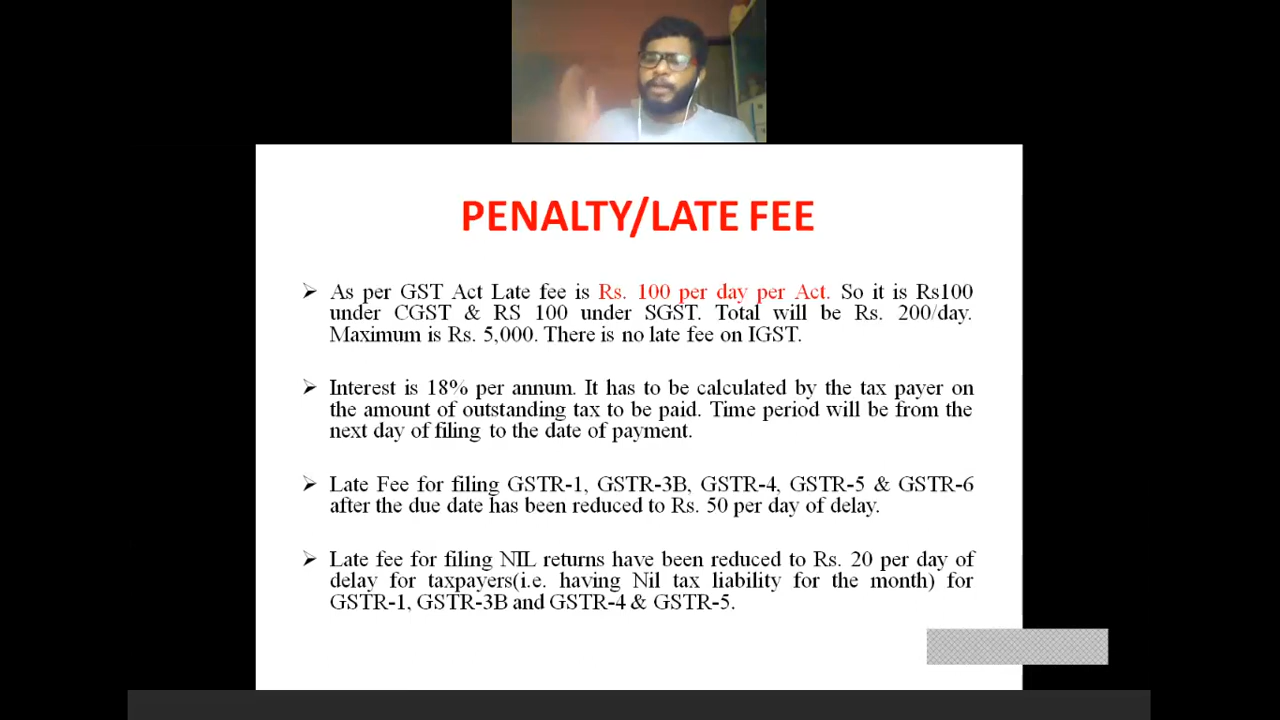 PENALTY/LATE FEE
➢ As per GST Act Late fee is Rs. 100 per day per Act. So it is Rs100
under CGST & RS 100 under SGST. Total will be Rs. 200/day.
Maximum is Rs. 5,000. There is no late fee on IGST.
➢ Interest is 18% per annum. It has to be calculated by the tax payer on
the amount of outstanding tax to be paid. Time period will be from the
next day of filing to the date of payment.
➢ Late Fee for filing GSTR-1, GSTR-3B, GSTR-4, GSTR-5 & GSTR-6
after the due date has been reduced to Rs. 50 per day of delay.
➢ Late fee for filing NIL returns have been reduced to Rs. 20 per day of
delay for taxpayers(i.e. having Nil tax liability for the month) for
GSTR-1, GSTR-3B and GSTR-4 & GSTR-5.